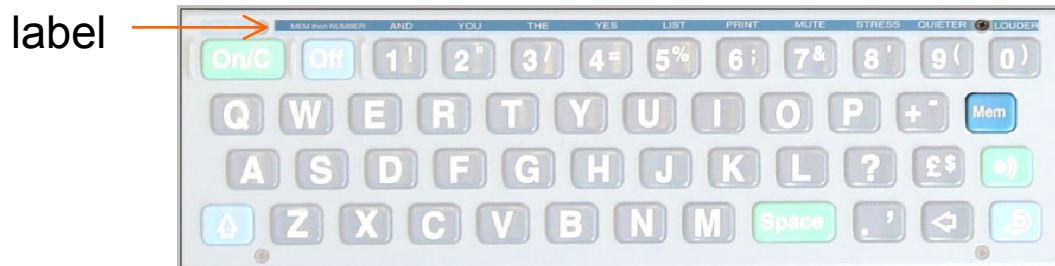 label
MEM then NUMBER: AND YOU THE YES LIST PRINT MUTE STRESS QUIETER LOUDER
On/C Off 1 ! 2 " 3 / 4 = 5 % 6 ; 7 & 8 ' 9 ( 0 )
Q W E R T Y U I O P + - Mem
A S D F G H J K L ? £ $
Z X C V B N M Space . '